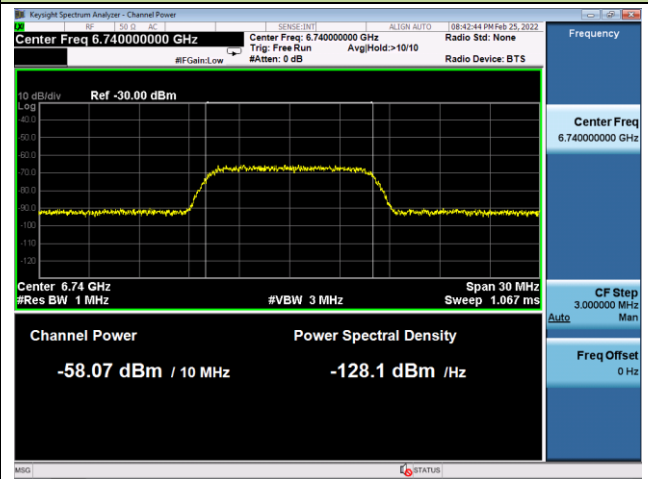 Keysight Spectrum Analyzer - Channel Power
RF 50 Ω AC SENSE:INT ALIGN AUTO 08:42:44 PM Feb 25, 2022
Center Freq 6.740000000 GHz
Center Freq: 6.740000000 GHz
Radio Std: None
Trig: Free Run Avg|Hold:>10/10
#IFGain:Low
#Atten: 0 dB
Radio Device: BTS
Frequency
10 dB/div Ref -30.00 dBm
Log
-40.0
-50.0
-60.0
-70.0
-80.0
-90.0
-100
-110
-120
Center 6.74 GHz
Span 30 MHz
#Res BW 1 MHz
#VBW 3 MHz
Sweep 1.067 ms
Channel Power
Power Spectral Density
-58.07 dBm / 10 MHz
-128.1 dBm /Hz
Center Freq
6.740000000 GHz
CF Step
3.000000 MHz
Auto Man
Freq Offset
0 Hz
MSG
STATUS